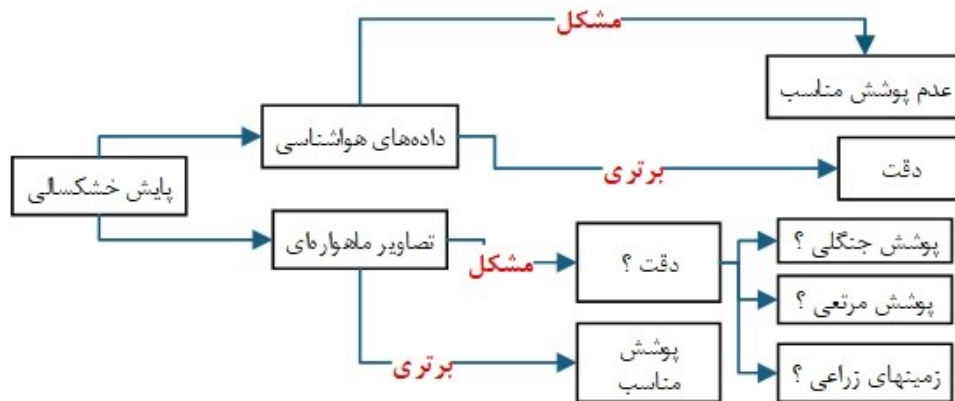 مشکل
عدم پوشش مناسب
داده‌های هواشناسی
برتری
دقت
پایش خشکسالی
تصاویر ماهواره‌ای
مشکل
دقت ؟
پوشش جنگلی ؟
پوشش مرتعی ؟
زمینهای زراعی ؟
برتری
پوشش
مناسب